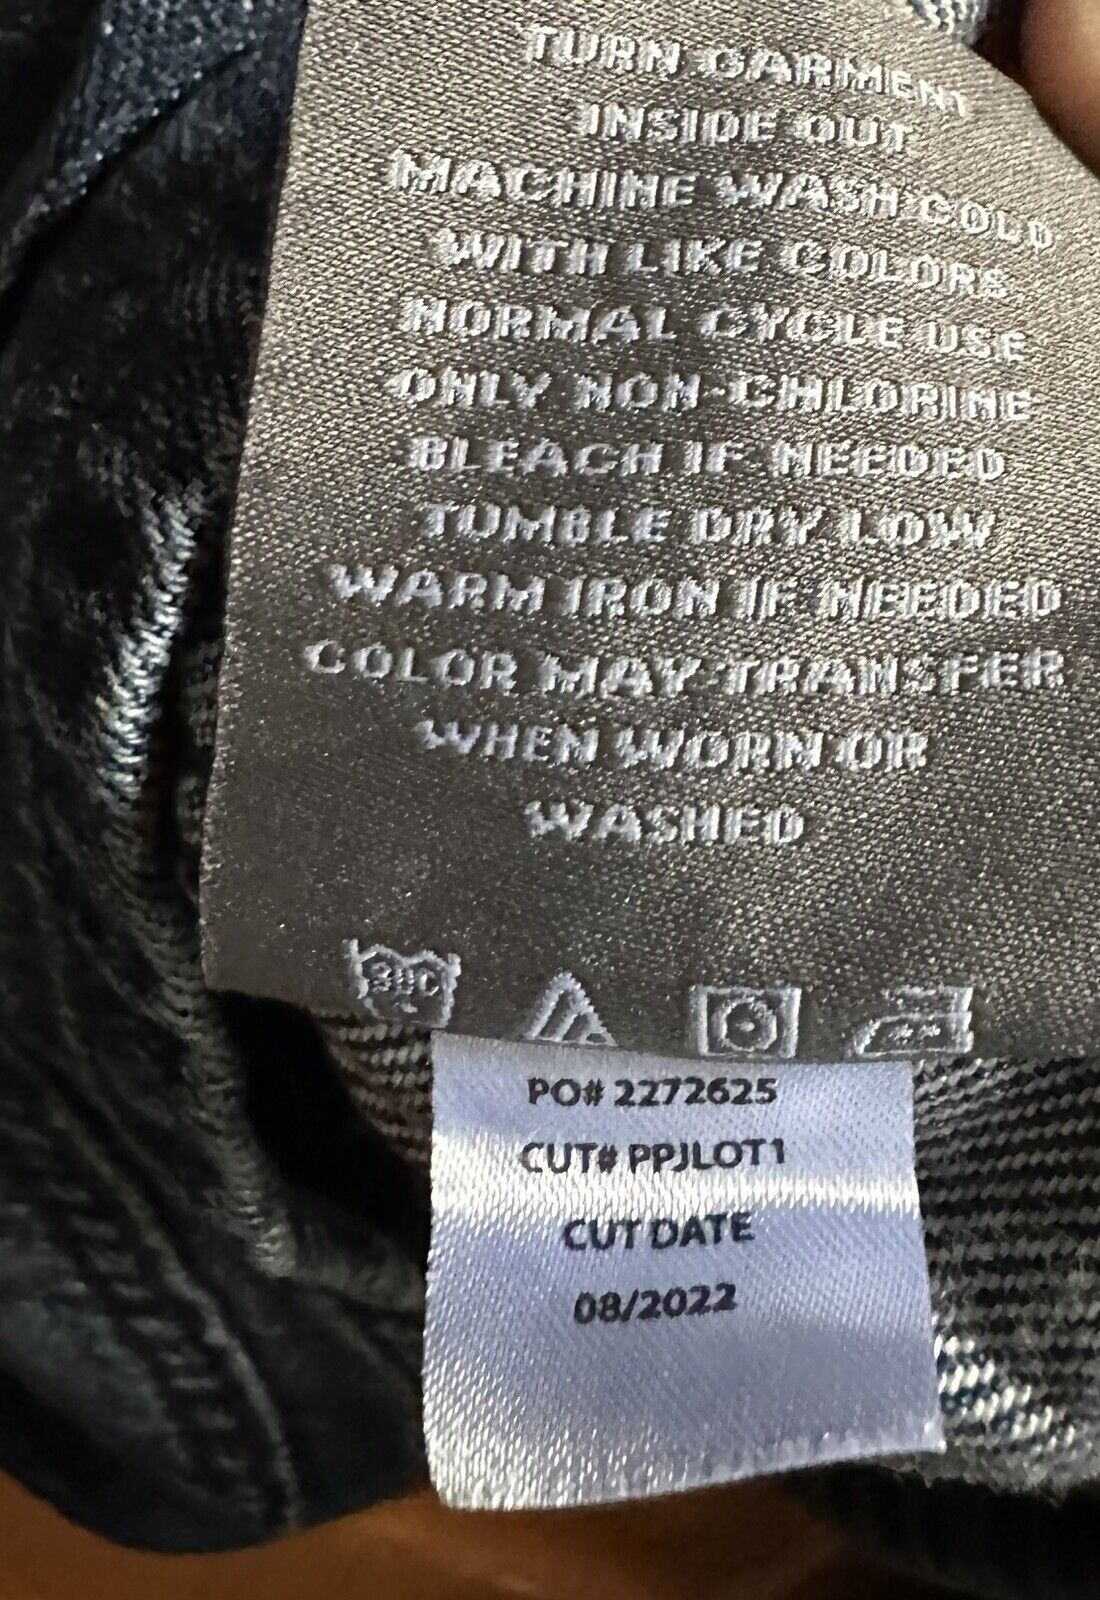 TURN GARMENT
INSIDE OUT
MACHINE WASH COLD
WITH LIKE COLORS
NORMAL CYCLE USE
ONLY NON-CHLORINE
BLEACH IF NEEDED
TUMBLE DRY LOW
WARM IRON IF NEEDED
COLOR MAY TRANSFER
WHEN WORN OR
WASHED
30C
PO# 2272625
CUT# PPJLOT1
CUT DATE
08/2022